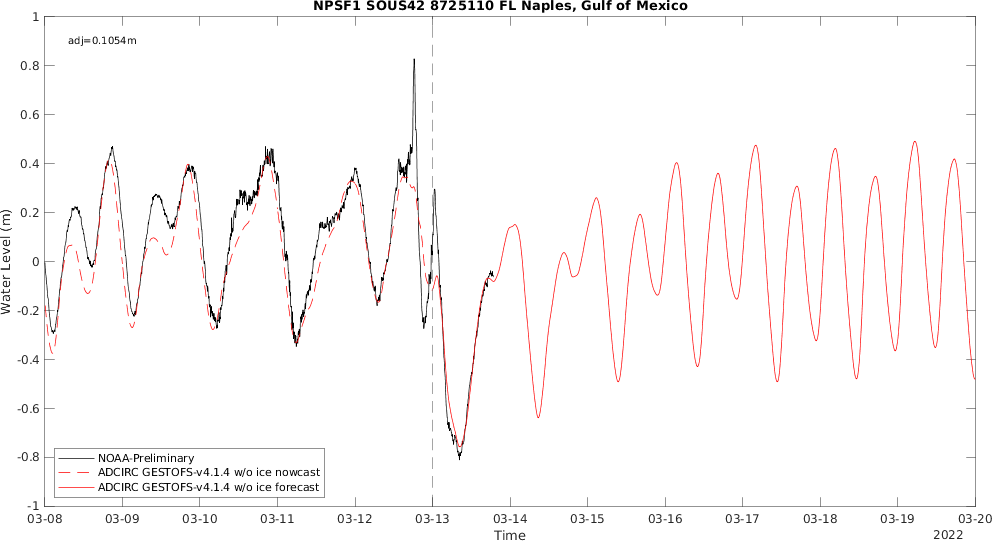 NPSF1 SOUS42 8725110 FL Naples, Gulf of Mexico
adj=0.1054m
1
0.8
0.6
0.4
0.2
0
-0.2
-0.4
-0.6
-0.8
-1
Water Level (m)
NOAA-Preliminary
ADCIRC GESTOFS-v4.1.4 w/o ice nowcast
ADCIRC GESTOFS-v4.1.4 w/o ice forecast
03-08 03-09 03-10 03-11 03-12 03-13 03-14 03-15 03-16 03-17 03-18 03-19 03-20
Time
2022